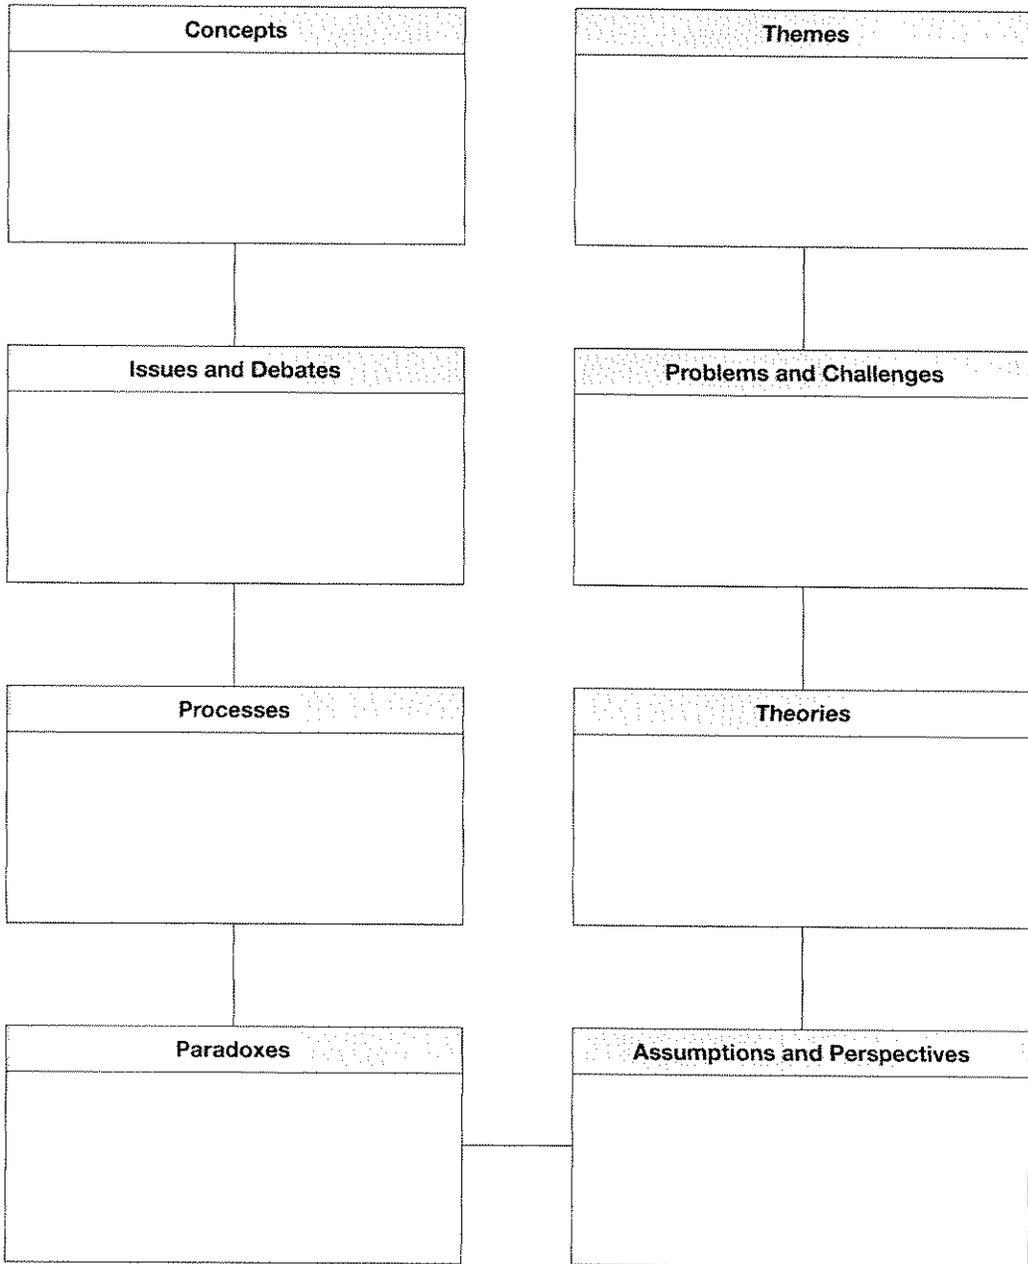 Concepts
Themes
Issues and Debates
Problems and Challenges
Processes
Theories
Paradoxes
Assumptions and Perspectives